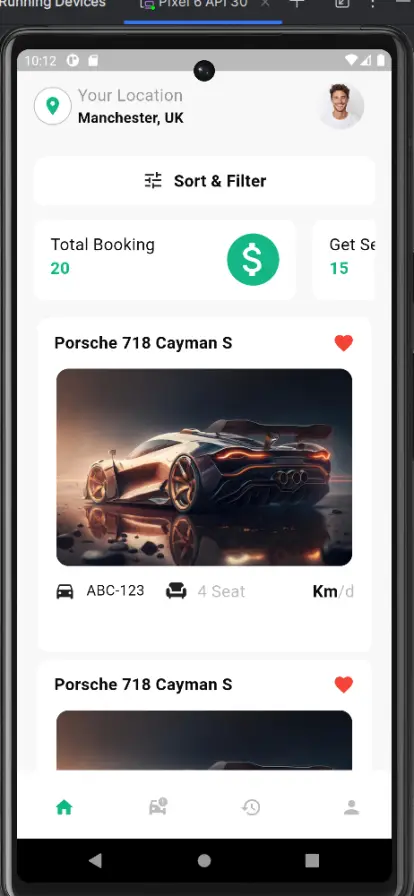 Running Devices
Pixel 6 API 30
10:12
Your Location
Manchester, UK
Sort & Filter
Total Booking
20
Get Se
15
Porsche 718 Cayman S
ABC-123
4 Seat
Km/d
Porsche 718 Cayman S